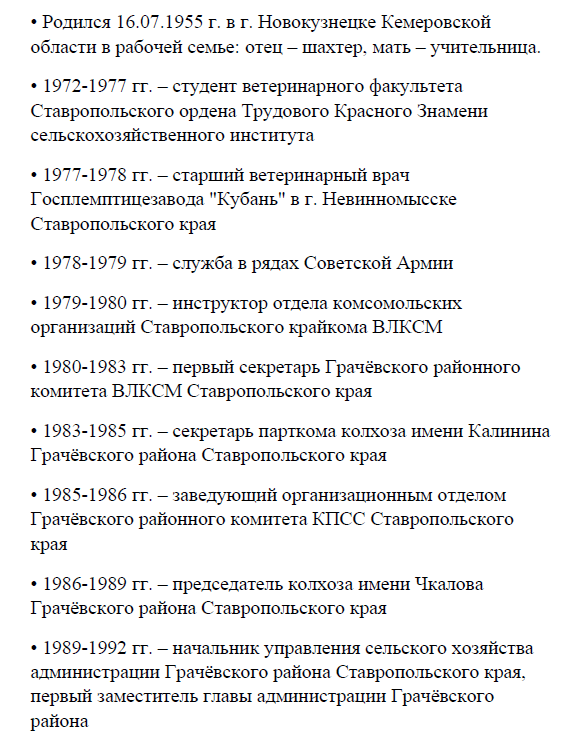 • Родился 16.07.1955 г. в г. Новокузнецке Кемеровской
области в рабочей семье: отец – шахтер, мать – учительница.
• 1972-1977 гг. – студент ветеринарного факультета
Ставропольского ордена Трудового Красного Знамени
сельскохозяйственного института
• 1977-1978 гг. – старший ветеринарный врач
Госплемптицезавода "Кубань" в г. Невинномысске
Ставропольского края
• 1978-1979 гг. – служба в рядах Советской Армии
• 1979-1980 гг. – инструктор отдела комсомольских
организаций Ставропольского крайкома ВЛКСМ
• 1980-1983 гг. – первый секретарь Грачёвского районного
комитета ВЛКСМ Ставропольского края
• 1983-1985 гг. – секретарь парткома колхоза имени Калинина
Грачёвского района Ставропольского края
• 1985-1986 гг. – заведующий организационным отделом
Грачёвского районного комитета КПСС Ставропольского
края
• 1986-1989 гг. – председатель колхоза имени Чкалова
Грачёвского района Ставропольского края
• 1989-1992 гг. – начальник управления сельского хозяйства
администрации Грачёвского района Ставропольского края,
первый заместитель главы администрации Грачёвского
района